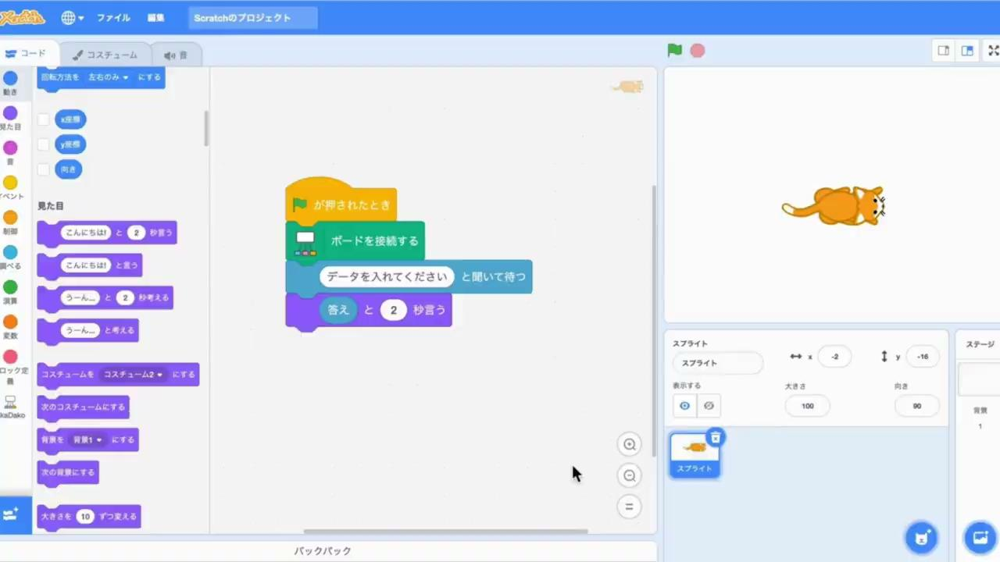 ファイル 編集 Scratchのプロジェクト
コード コスチューム 音
回転方法を 左右のみ にする
x座標
y座標
向き
見た目
こんにちは! と 2 秒言う
こんにちは! と言う
うーん... と 2 秒考える
うーん... と考える
コスチュームを コスチューム2 にする
次のコスチュームにする
背景を 背景1 にする
次の背景にする
大きさを 10 ずつ変える
動き
見た目
音
イベント
制御
調べる
演算
変数
ロック定
義
kaDako
が押されたとき
ボードを接続する
データを入れてください と聞いて待つ
答え と 2 秒言う
バックパック
スプライト
スプライト
x -2
y -16
表示する
大きさ
100
向き
90
スプライト
ステージ
背景
1